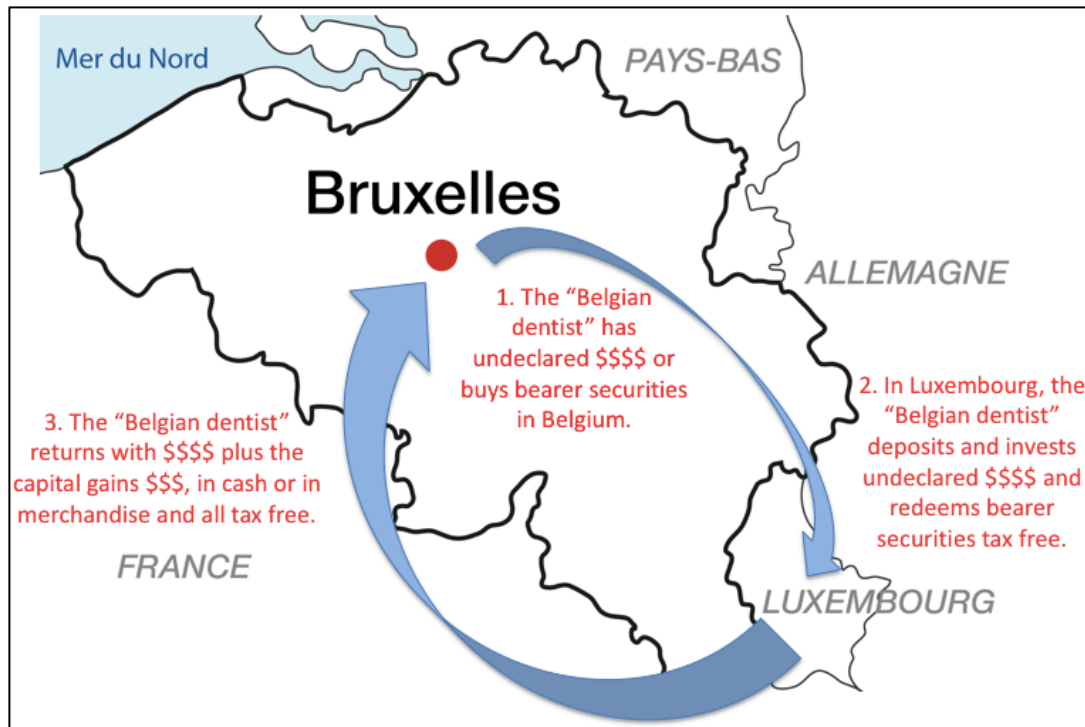 Mer du Nord
PAYS-BAS
Bruxelles
ALLEMAGNE
1. The “Belgian
dentist” has
undeclared $$$$ or
buys bearer securities
in Belgium.
2. In Luxembourg, the
“Belgian dentist”
deposits and invests
undeclared $$$$ and
redeems bearer
securities tax free.
3. The “Belgian dentist”
returns with $$$$ plus the
capital gains $$$, in cash or in
merchandise and all tax free.
FRANCE
LUXEMBOURG